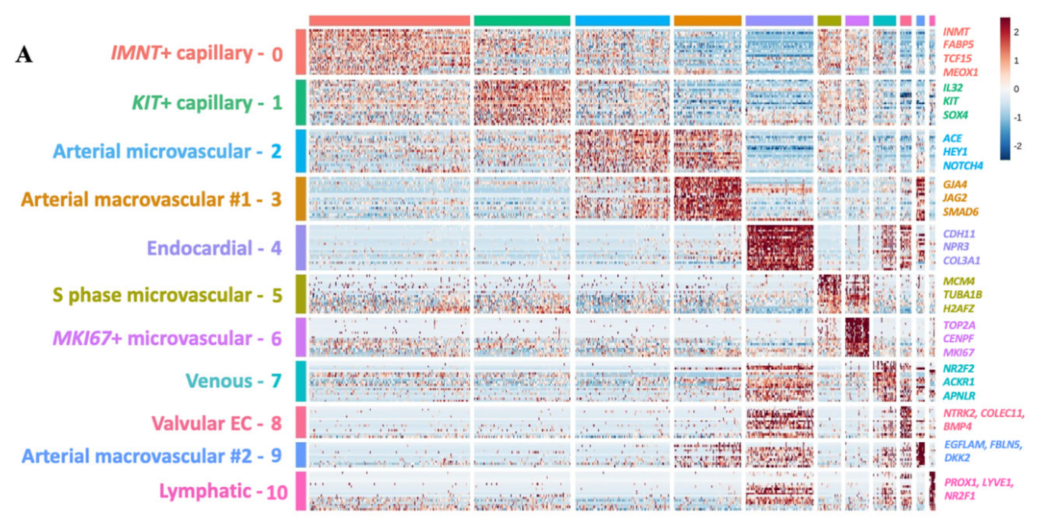 A
IMNT+ capillary - 0
KIT+ capillary - 1
Arterial microvascular - 2
Arterial macrovascular #1 - 3
Endocardial - 4
S phase microvascular - 5
MKI67+ microvascular - 6
Venous - 7
Valvular EC - 8
Arterial macrovascular #2 - 9
Lymphatic - 10
INMT
FABP5
TCF15
MEOX1
IL32
KIT
SOX4
ACE
HEY1
NOTCH4
GJA4
JAG2
SMAD6
CDH11
NPR3
COL3A1
MCM4
TUBA1B
H2AFZ
TOP2A
CENPF
MKI67
NR2F2
ACKR1
APNLR
NTRK2, COLEC11,
BMP4
EGFLAM, FBLN5,
DKK2
PROX1, LYVE1,
NR2F1
2
1
0
-1
-2